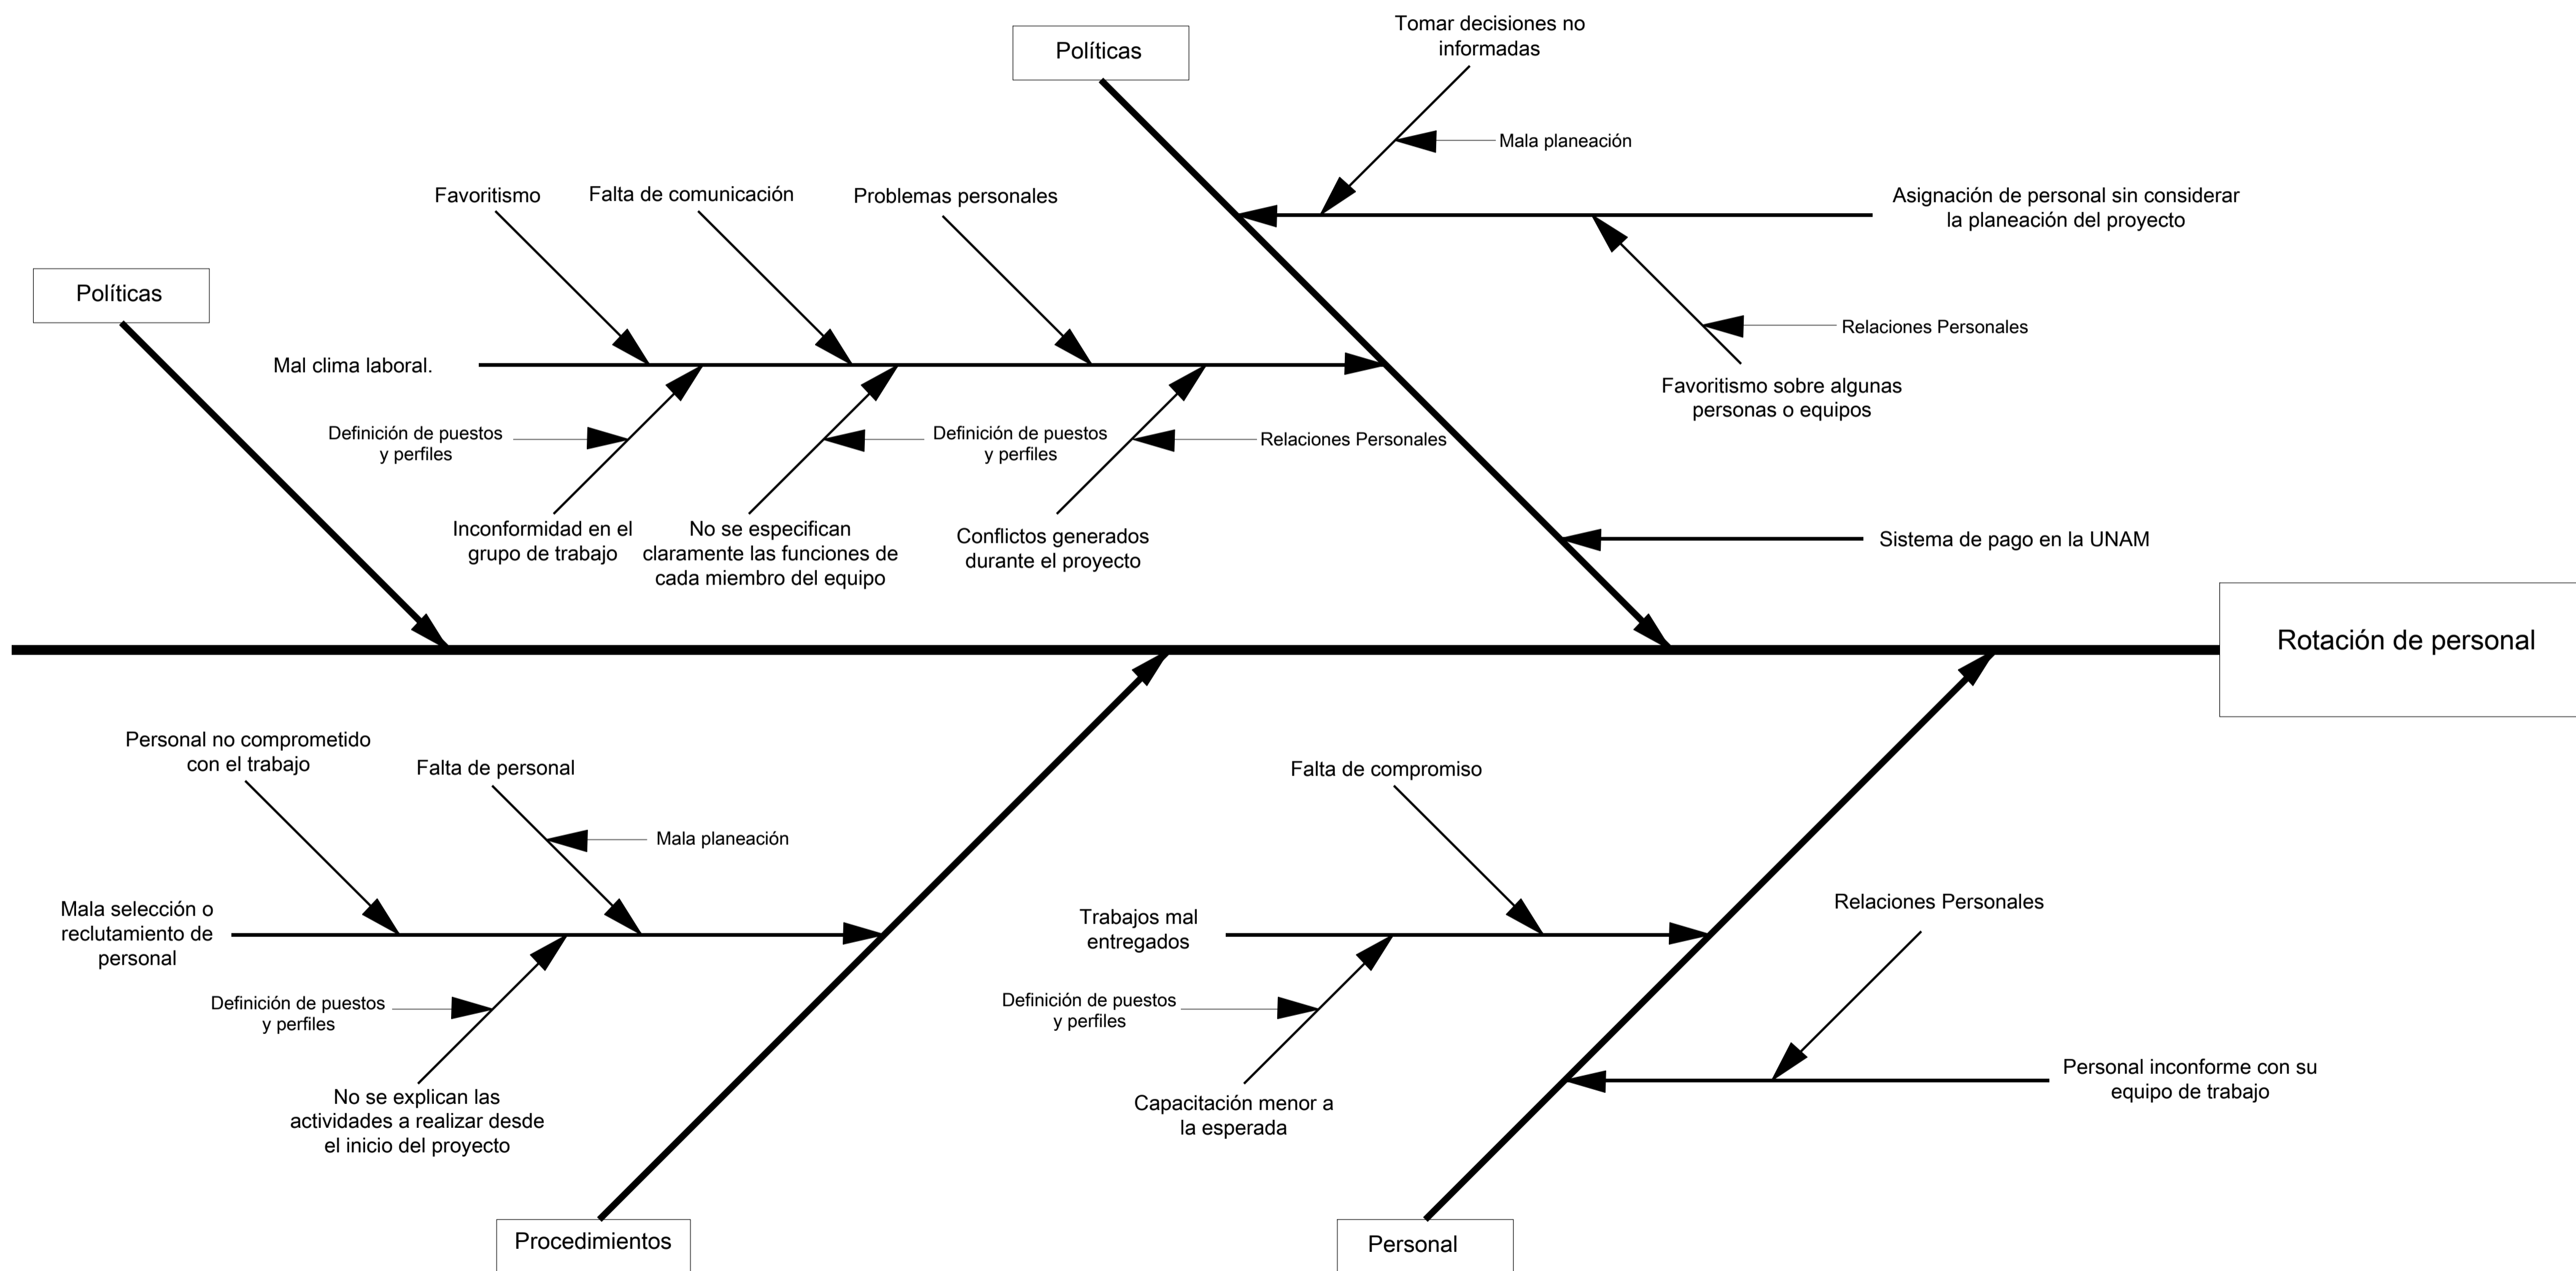 Tomar decisiones no
informadas
Políticas
Mala planeación
Favoritismo
Falta de comunicación
Problemas personales
Asignación de personal sin considerar
la planeación del proyecto
Políticas
Relaciones Personales
Mal clima laboral.
Favoritismo sobre algunas
personas o equipos
Definición de puestos
y perfiles
Definición de puestos
y perfiles
Relaciones Personales
Inconformidad en el
grupo de trabajo
No se especifican
claramente las funciones de
cada miembro del equipo
Conflictos generados
durante el proyecto
Sistema de pago en la UNAM
Rotación de personal
Personal no comprometido
con el trabajo
Falta de personal
Falta de compromiso
Mala planeación
Mala selección o
reclutamiento de
personal
Trabajos mal
entregados
Relaciones Personales
Definición de puestos
y perfiles
Definición de puestos
y perfiles
Personal inconforme con su
equipo de trabajo
No se explican las
actividades a realizar desde
el inicio del proyecto
Capacitación menor a
la esperada
Procedimientos
Personal